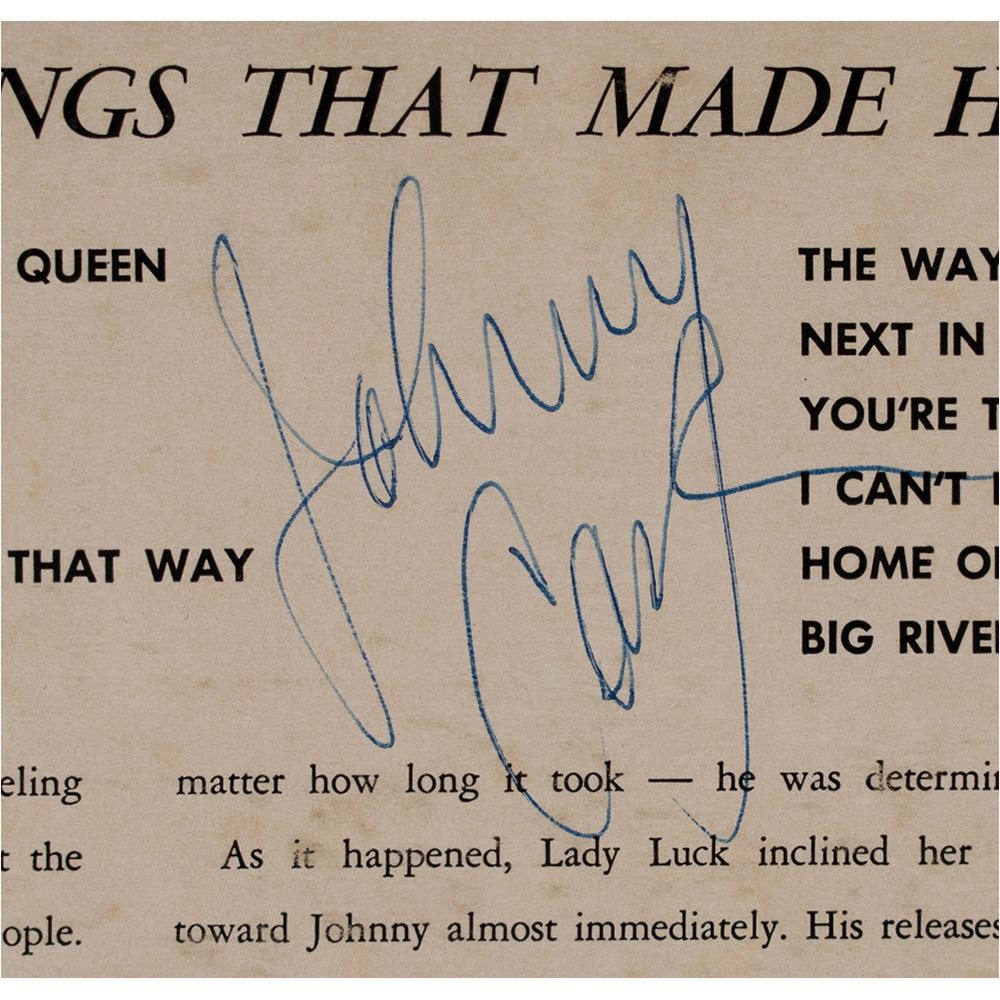 NGS THAT MADE H
QUEEN
THAT WAY
Johnny
Cash
THE WAY
NEXT IN
YOU'RE T
I CAN'T
HOME O
BIG RIVE
eling
t the
ople.
matter how long it took — he was determi
As it happened, Lady Luck inclined her
toward Johnny almost immediately. His releases